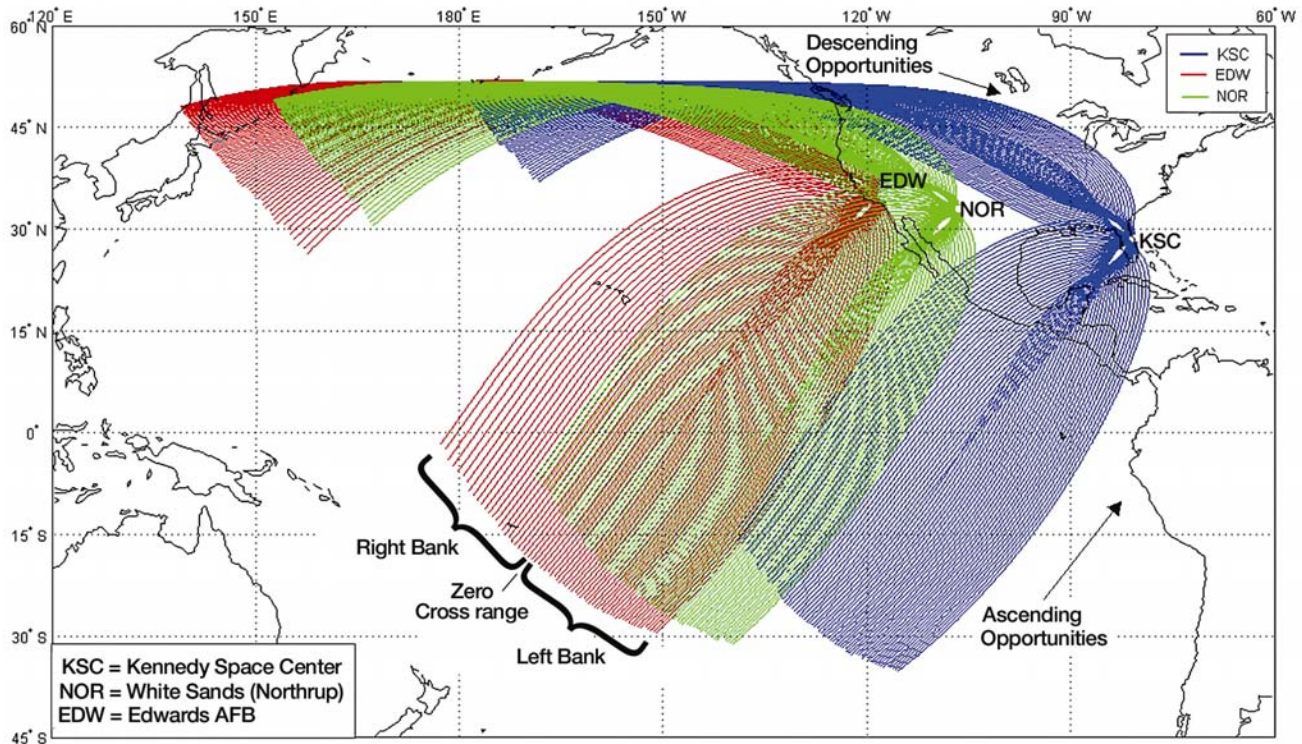 120° E 150° E 180° E 150° W 120° W 90° W 60° W
60° N
Descending
Opportunities
KSC
EDW
NOR
45° N
EDW
NOR
30° N
KSC
15° N
0°
15° S
Right Bank
Zero
Cross range
Left Bank
Ascending
Opportunities
30° S
KSC = Kennedy Space Center
NOR = White Sands (Northrup)
EDW = Edwards AFB
45° S